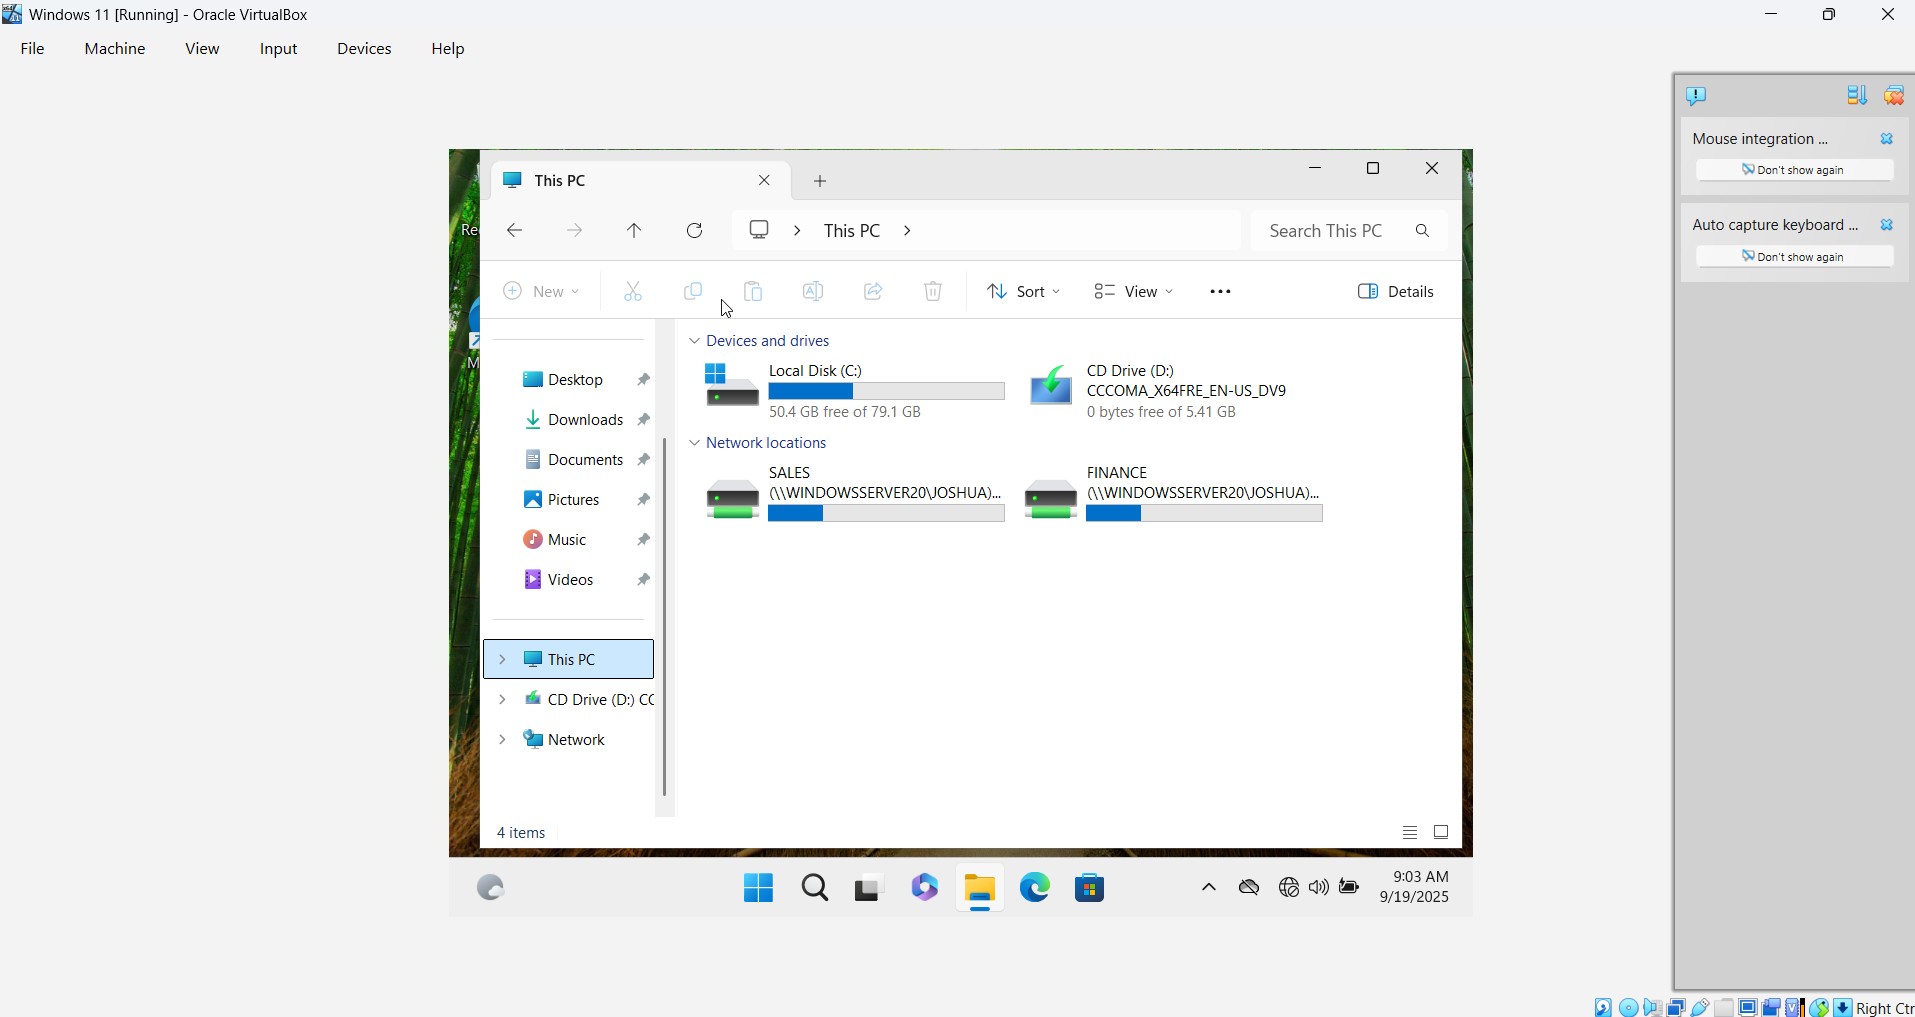 Windows 11 [Running] - Oracle VirtualBox
File Machine View Input Devices Help
Mouse integration ...
Don't show again
Auto capture keyboard ...
Don't show again
This PC
This PC
Search This PC
New
Sort
View
Details
Desktop
Downloads
Documents
Pictures
Music
Videos
This PC
CD Drive (D:) CC
Network
Devices and drives
Local Disk (C:)
50.4 GB free of 79.1 GB
CD Drive (D:)
CCCOMA_X64FRE_EN-US_DV9
0 bytes free of 5.41 GB
Network locations
SALES
(\\WINDOWSSERVER20\JOSHUA)...
FINANCE
(\\WINDOWSSERVER20\JOSHUA)...
4 items
9:03 AM
9/19/2025
Right Ctr